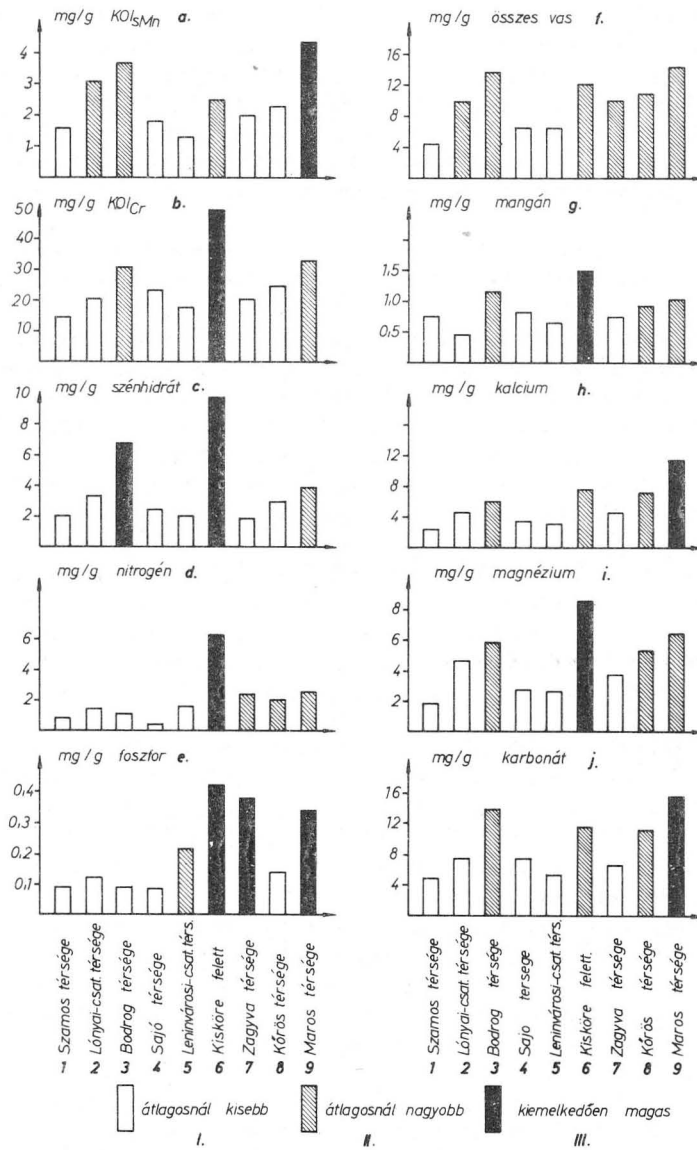 mg/g KOIsMn a.
4
3
2
1
mg/g KOICr b.
50
40
30
20
10
mg/g szénhidrát c.
10
8
6
4
2
mg/g nitrogén d.
6
4
2
mg/g foszfor e.
0,4
0,3
0,2
0,1
mg/g összes vas f.
16
12
8
4
mg/g mangán g.
1,5
1,0
0,5
mg/g kalcium h.
12
8
4
mg/g magnézium i.
8
6
4
2
mg/g karbonát j.
16
12
8
4
Szamos térsége
Lónyai-csat. térsége
Bodrog térsége
Sajó térsége
Leninvárosi-csat. térs.
Kisköre felett
Zagyva térsége
Kőrös térsége
Maros térsége
1 2 3 4 5 6 7 8 9
Szamos térsége
Lónyai-csat. térsége
Bodrog térsége
Sajo tersege
Leninvárosi-csat. térs.
Kisköre felett.
Zagyva térsége
Kőrös térsége
Maros térsége
1 2 3 4 5 6 7 8 9
átlagosnál kisebb
átlagosnál nagyobb
kiemelkedően magas
I. II. III.